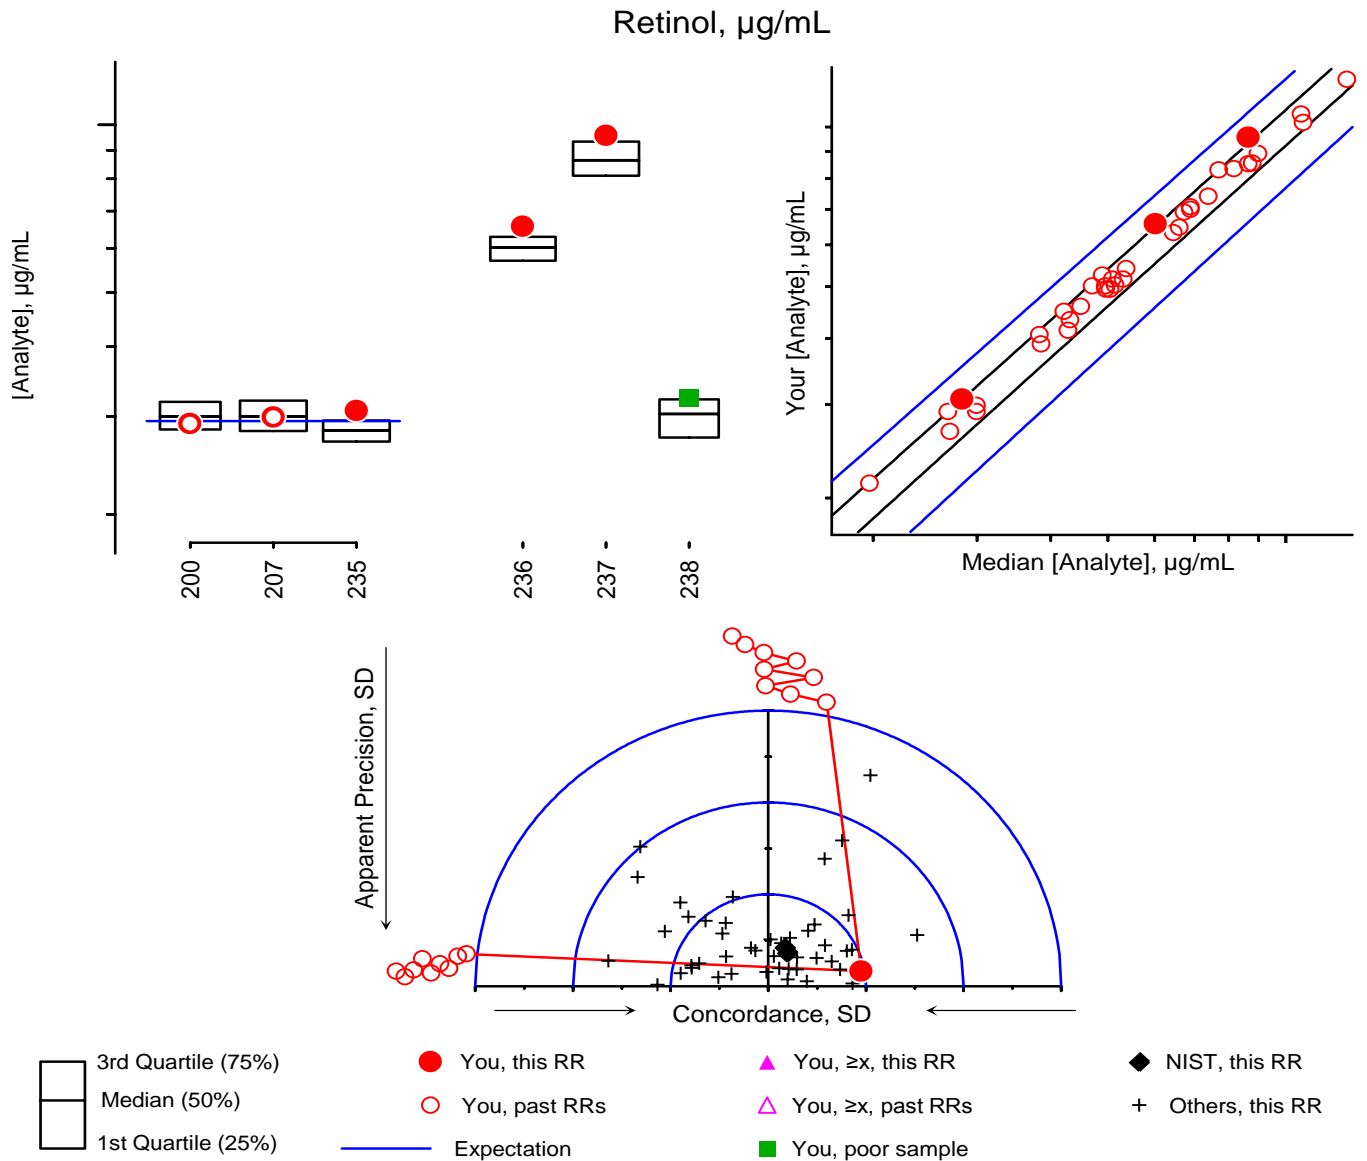 Retinol, µg/mL
[Analyte], µg/mL
200
207
235
236
237
238
Your [Analyte], µg/mL
Median [Analyte], µg/mL
Apparent Precision, SD
Concordance, SD
3rd Quartile (75%)
Median (50%)
1st Quartile (25%)
You, this RR
You, past RRs
Expectation
You, ≥x, this RR
You, ≥x, past RRs
You, poor sample
NIST, this RR
Others, this RR